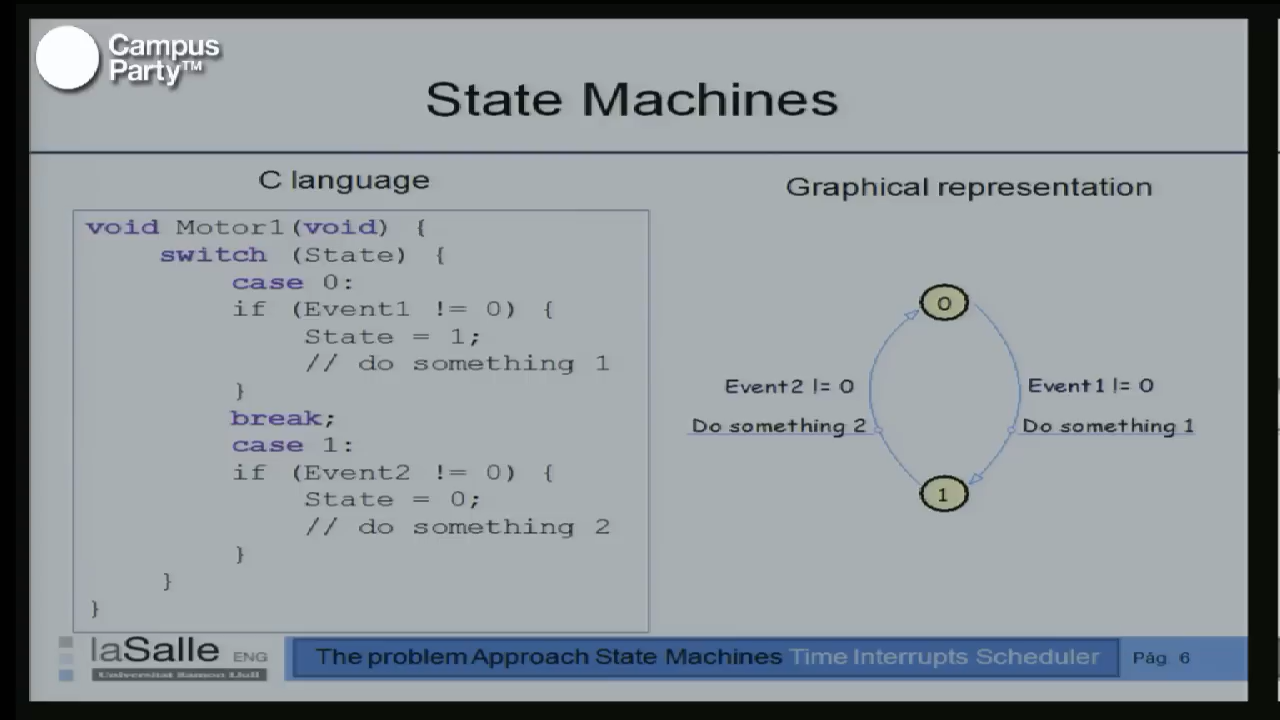 Campus
Party™
State Machines
C language
void Motor1(void) {
switch (State) {
case 0:
if (Event1 != 0) {
State = 1;
// do something 1
}
break;
case 1:
if (Event2 != 0) {
State = 0;
// do something 2
}
}
}
Graphical representation
0
Event2 != 0
Do something 2
Event1 != 0
Do something 1
1
laSalle ENG
Universitat Ramon Llull
The problem Approach State Machines Time Interrupts Scheduler
Pág. 6